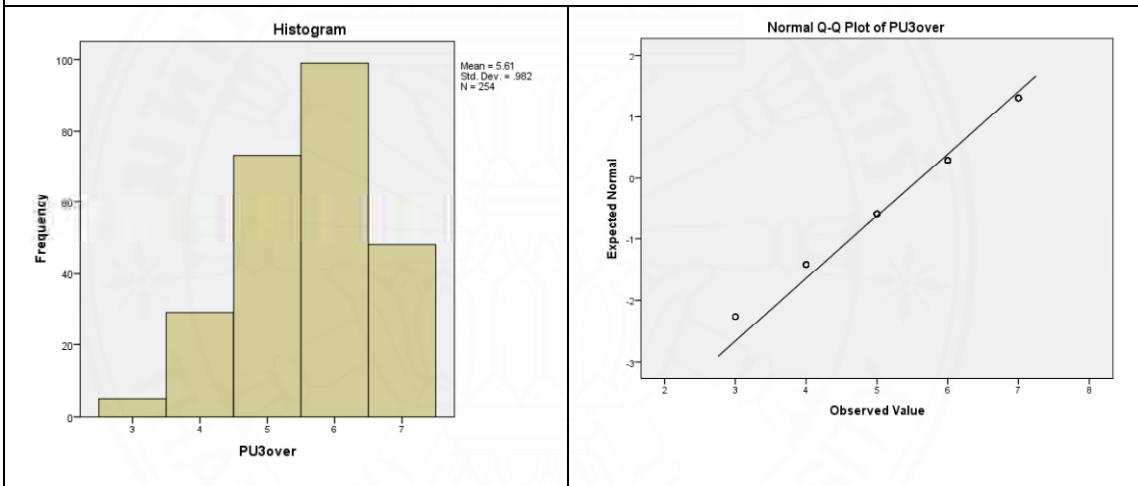 Histogram
100
80
60
40
20
0
Frequency
3 4 5 6 7
PU3over
Mean = 5.61
Std. Dev. = .982
N = 254
Normal Q-Q Plot of PU3over
2
1
0
-1
-2
-3
Expected Normal
2 3 4 5 6 7 8
Observed Value